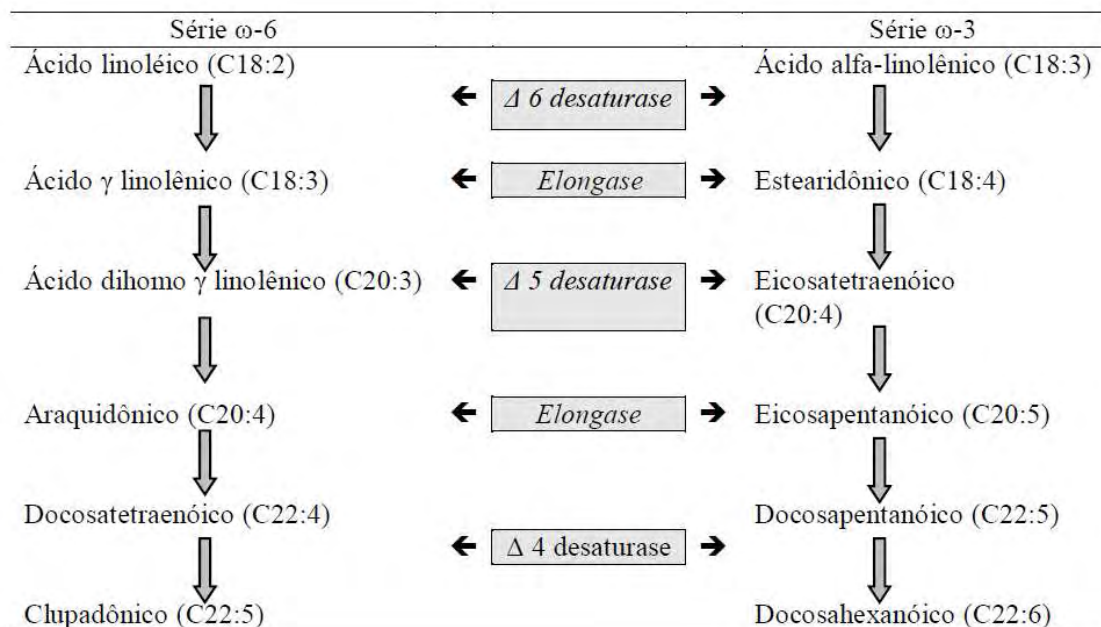 Série ω-6 Série ω-3
Ácido linoléico (C18:2) Ácido alfa-linolênico (C18:3)
Δ 6 desaturase
Ácido γ linolênico (C18:3) Elongase Estearidônico (C18:4)
Ácido dihomo γ linolênico (C20:3) Δ 5 desaturase Eicosatetraenóico
(C20:4)
Araquidônico (C20:4) Elongase Eicosapentanóico (C20:5)
Docosatetraenóico (C22:4) Docosapentanóico (C22:5)
Δ 4 desaturase
Clupadônico (C22:5) Docosahexanóico (C22:6)